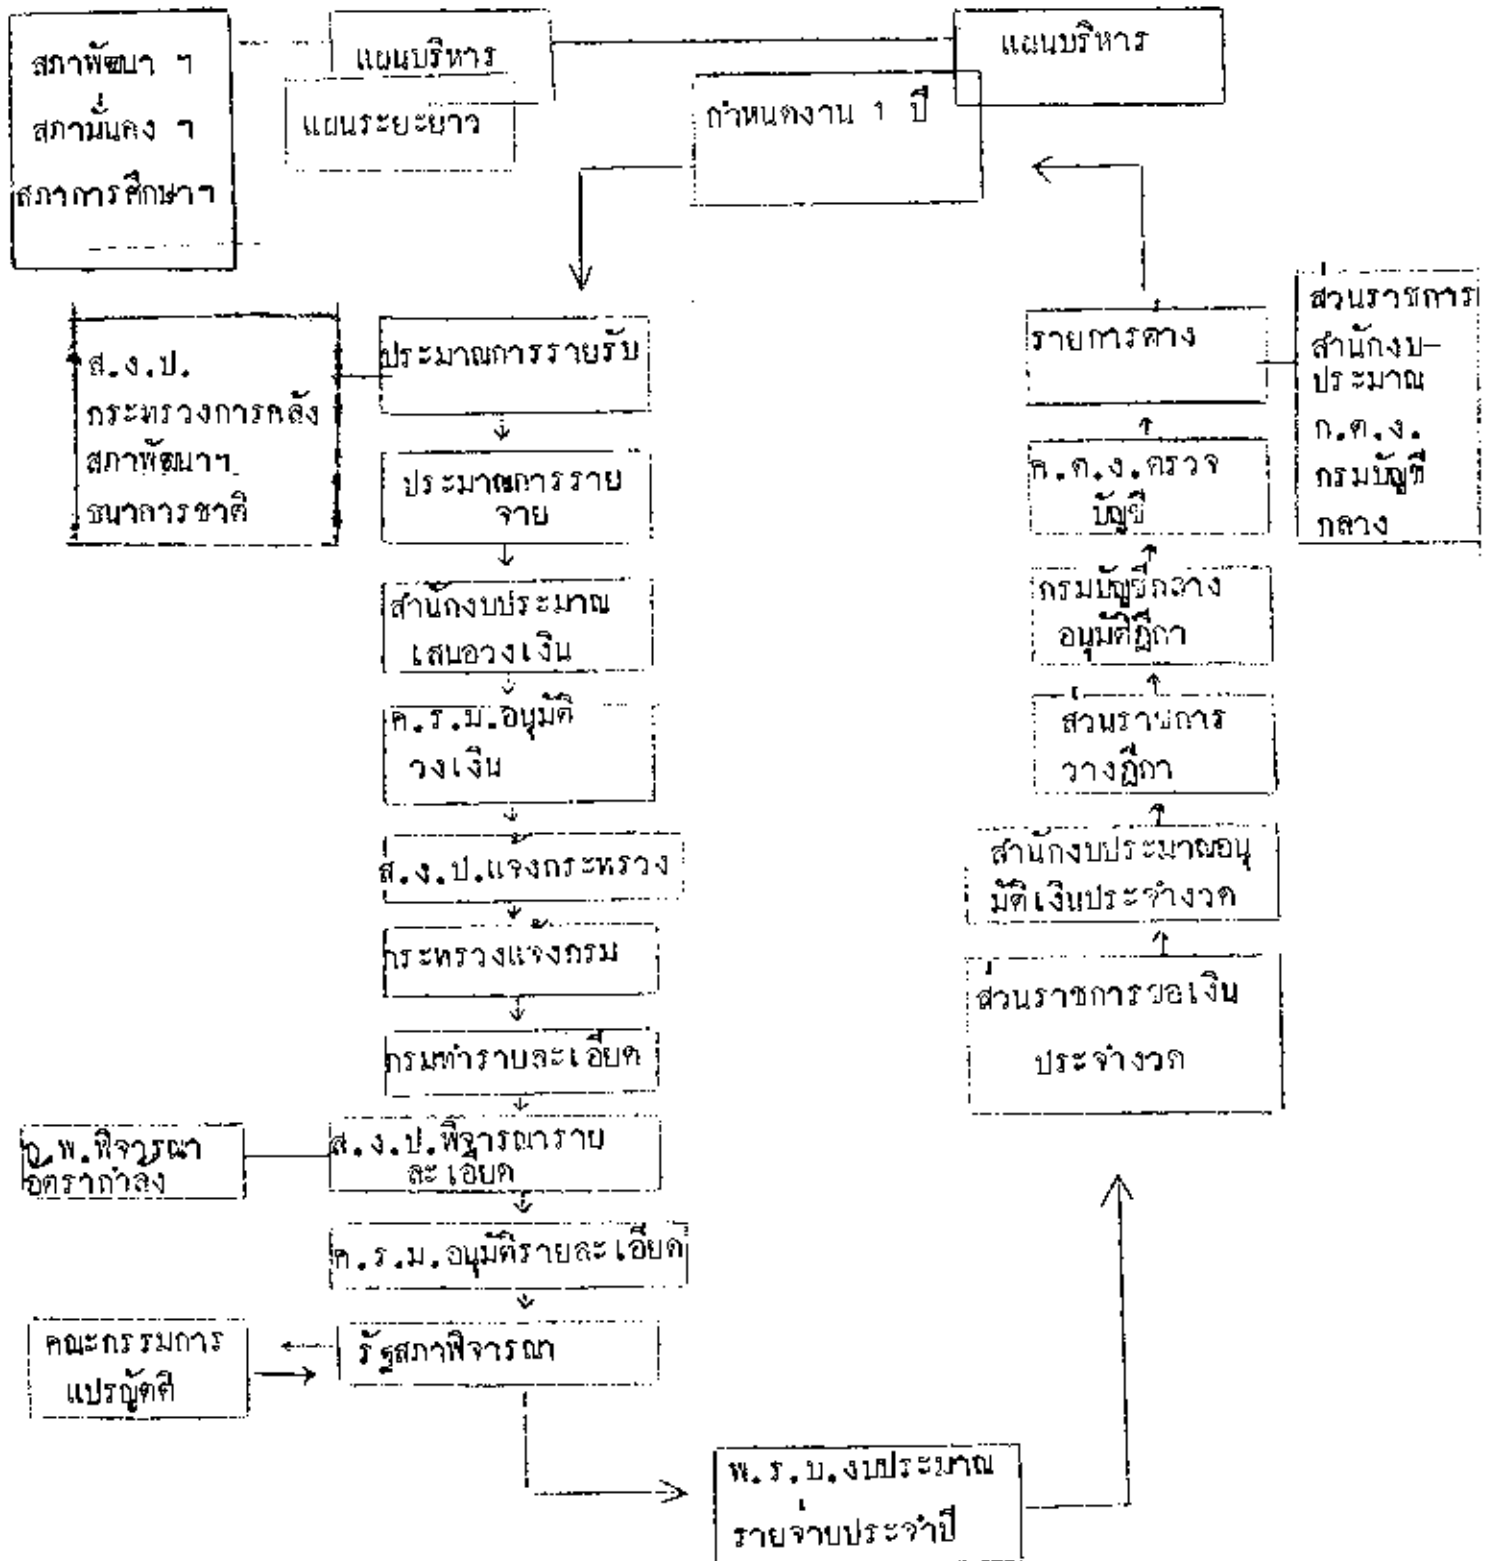 สภาพัฒนา ฯ
สภามั่นคง ฯ
สภาการศึกษาฯ
แผนบริหาร
แผนระยะยาว
กำหนดงาน 1 ปี
แผนบริหาร
ส.ง.ป.
กระทรวงการคลัง
สภาพัฒนาฯ
ธนาคารชาติ
ประมาณการรายรับ
ประมาณการราย
จาย
สำนักงบประมาณ
เสนอวงเงิน
ค.ร.ม.อนุมัติ
วงเงิน
ส.ง.ป.แจ้งกระทรวง
กระทรวงแจ้งกรม
กรมทำรายละเอียด
ก.พ.พิจารณา
อัตรากำลัง
ส.ง.ป.พิจารณาราย
ละเอียด
ค.ร.ม.อนุมัติรายละเอียด
คณะกรรมการ
แปรญัตติ
รัฐสภาพิจารณา
พ.ร.บ.งบประมาณ
รายจ่ายประจำปี
ส่วนราชการขอเงิน
ประจำงวด
สำนักงบประมาณอนุ
มัติเงินประจำงวด
ส่วนราชการ
วางฎีกา
กรมบัญชีกลาง
อนุมัติฎีกา
ค.ต.ง.ตรวจ
บัญชี
รายการตาง
ส่วนราชการ
สำนักงบ-
ประมาณ
ก.ต.ง.
กรมบัญชี
กลาง